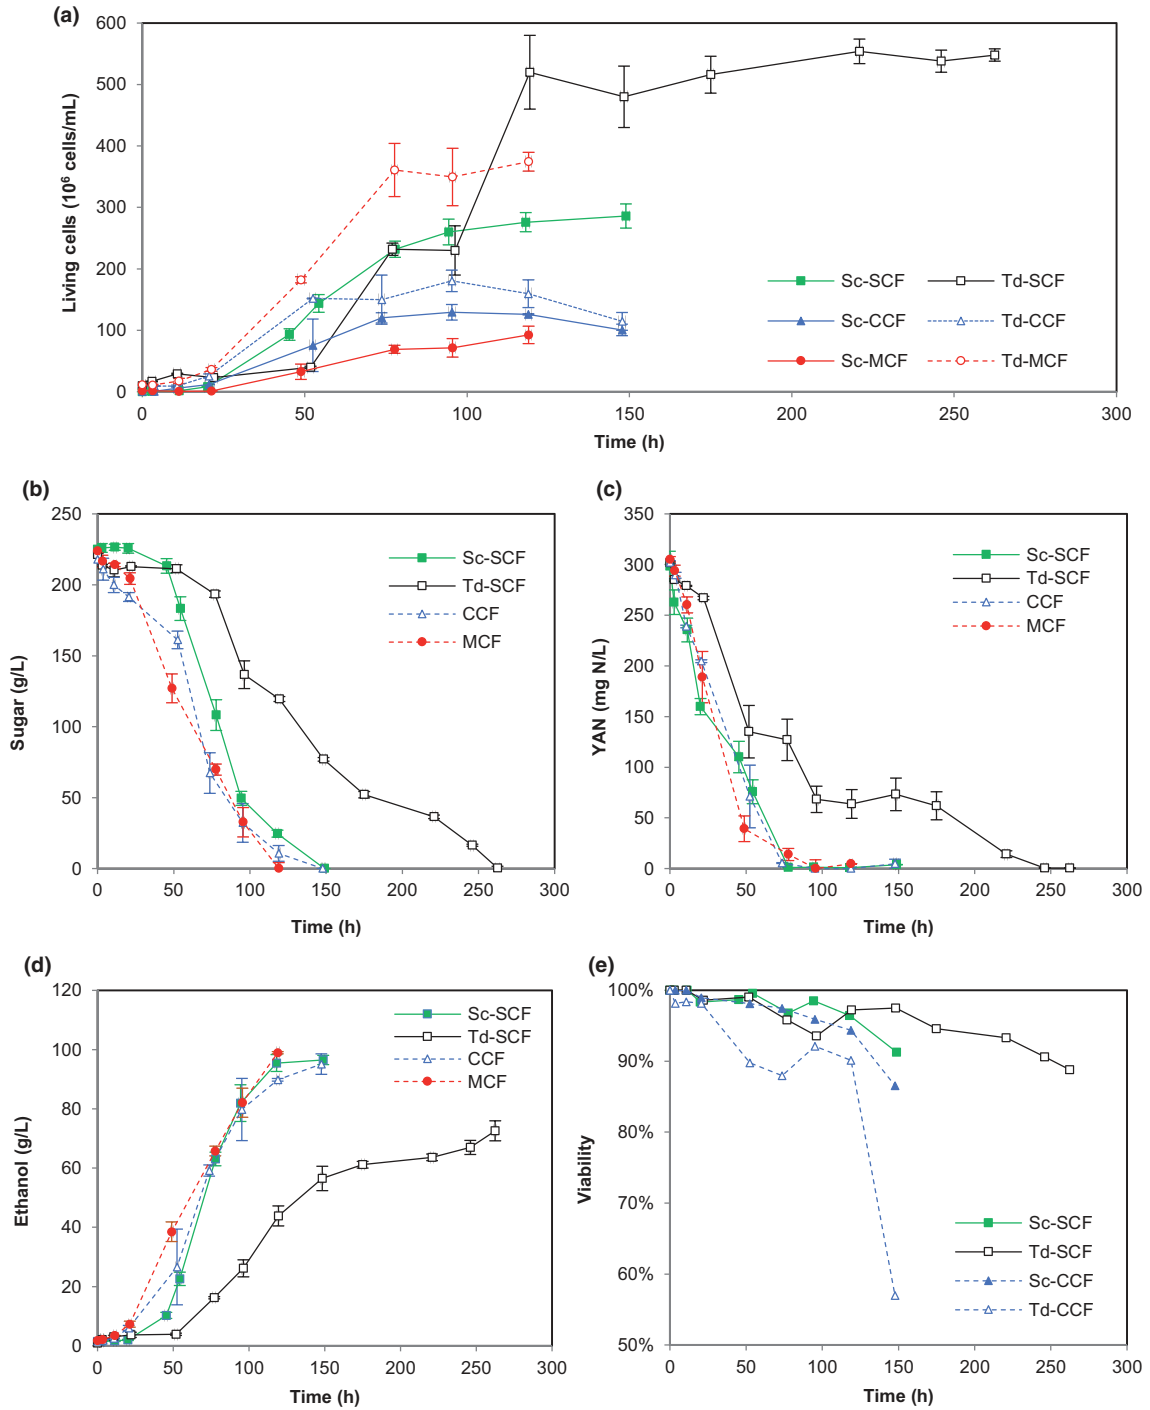 (a)
600
500
400
300
200
100
0
Living cells (10⁶ cells/mL)
0 50 100 150 200 250 300
Time (h)
Sc-SCF Td-SCF
Sc-CCF Td-CCF
Sc-MCF Td-MCF
(b)
250
200
150
100
50
0
Sugar (g/L)
0 50 100 150 200 250 300
Time (h)
Sc-SCF
Td-SCF
CCF
MCF
(c)
350
300
250
200
150
100
50
0
YAN (mg N/L)
0 50 100 150 200 250 300
Time (h)
Sc-SCF
Td-SCF
CCF
MCF
(d)
120
100
80
60
40
20
0
Ethanol (g/L)
0 50 100 150 200 250 300
Time (h)
Sc-SCF
Td-SCF
CCF
MCF
(e)
100%
90%
80%
70%
60%
50%
Viability
0 50 100 150 200 250 300
Time (h)
Sc-SCF
Td-SCF
Sc-CCF
Td-CCF